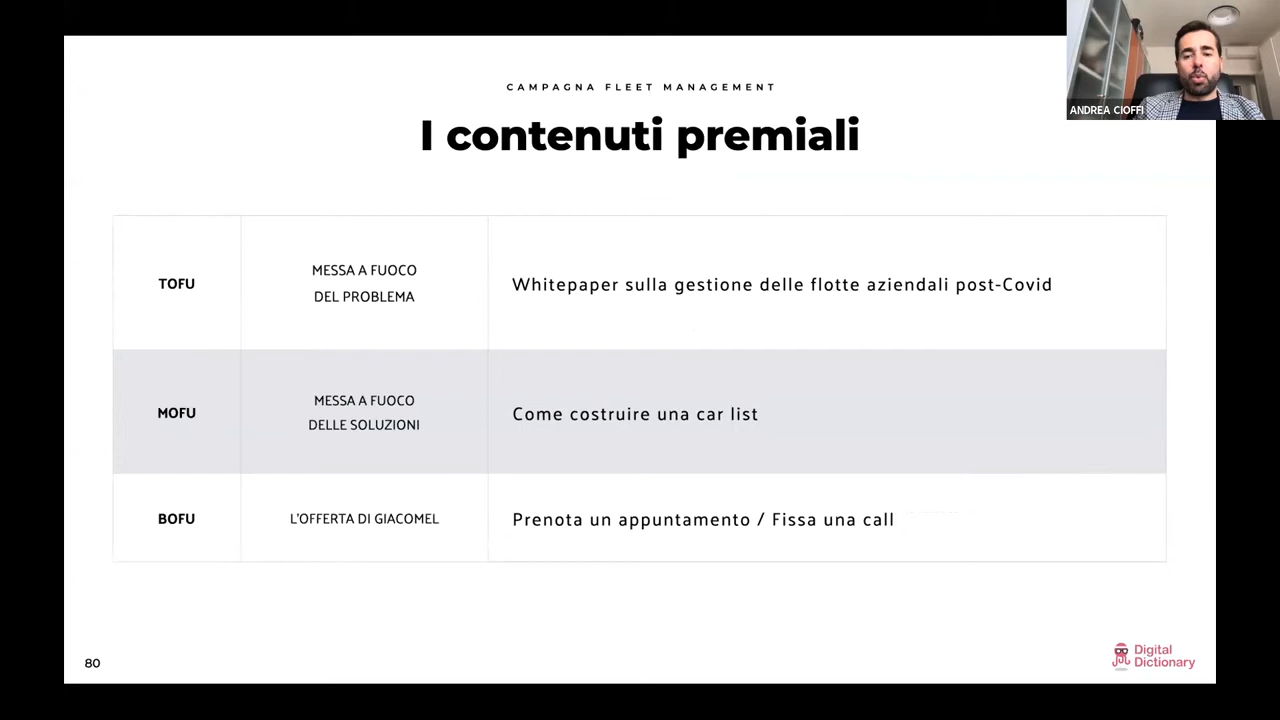 CAMPAGNA FLEET MANAGEMENT
I contenuti premiali
ANDREA CIOFFI
TOFU
MESSA A FUOCO
DEL PROBLEMA
Whitepaper sulla gestione delle flotte aziendali post-Covid
MOFU
MESSA A FUOCO
DELLE SOLUZIONI
Come costruire una car list
BOFU
L'OFFERTA DI GIACOMEL
Prenota un appuntamento / Fissa una call
80
Digital
Dictionary